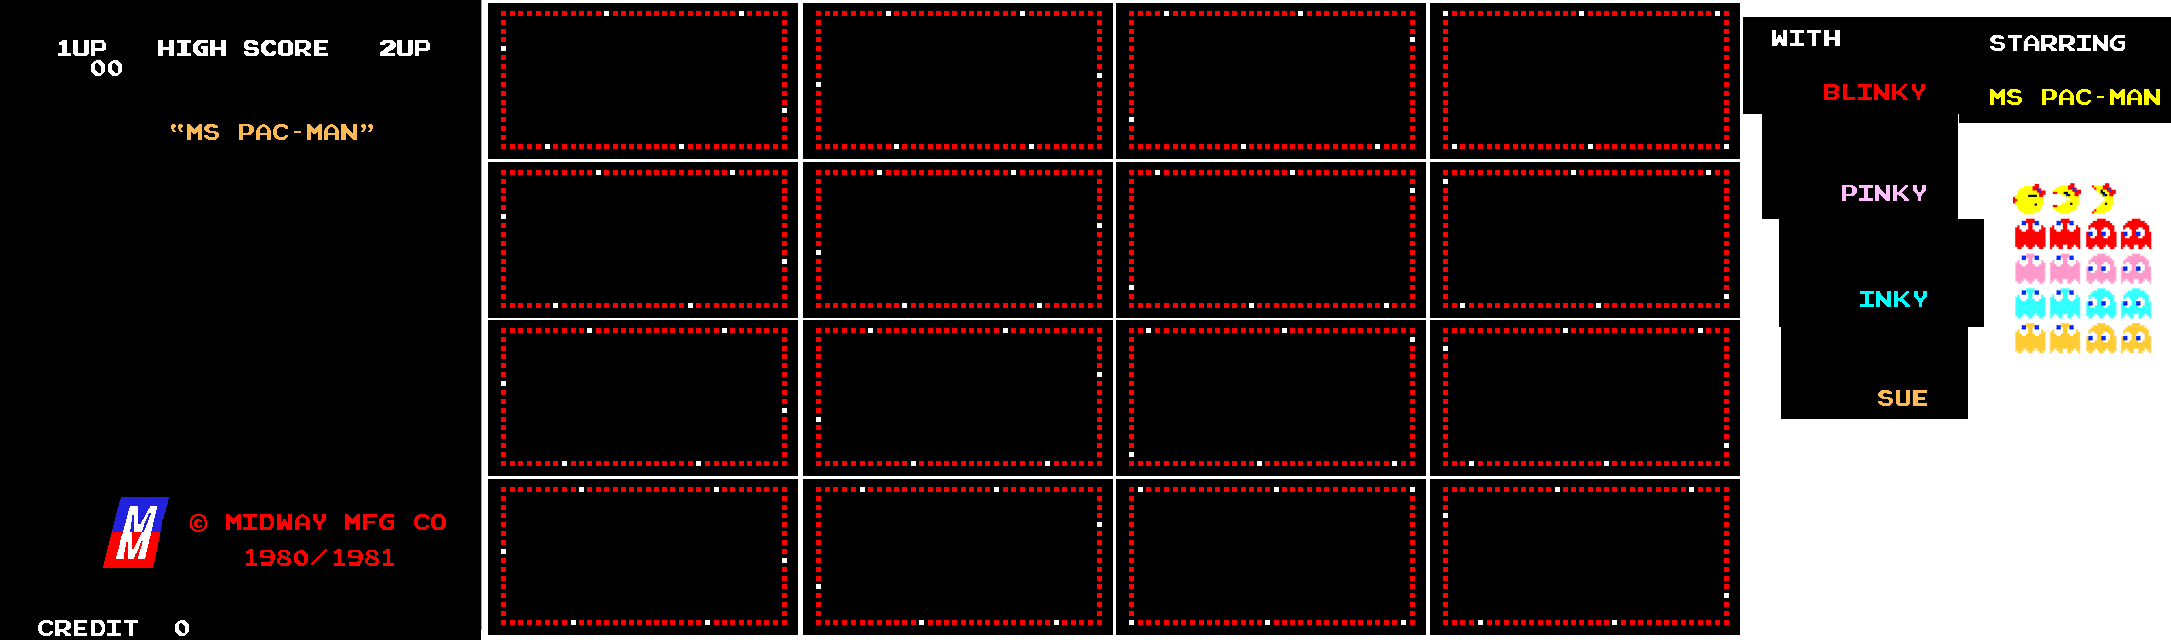 1UP HIGH SCORE 2UP
00
“MS PAC-MAN”
M
M
© MIDWAY MFG CO
1980/1981
CREDIT 0
WITH
BLINKY
PINKY
INKY
SUE
STARRING
MS PAC-MAN